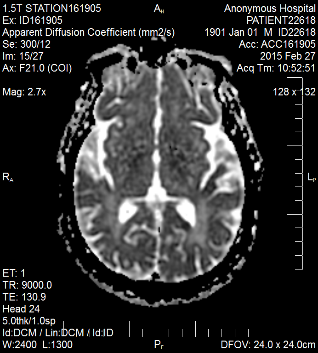 1.5T STATION161905
Ex: ID161905
Apparent Diffusion Coefficient (mm2/s)
Se: 300/12
Im: 15/27
Ax: F21.0 (COI)
Mag: 2.7x
AR
Anonymous Hospital
PATIENT22618
1901 Jan 01 M ID22618
Acc: ACC161905
2015 Feb 27
Acq Tm: 10:52:51
128 x 132
RA
LP
ET: 1
TR: 9000.0
TE: 130.9
Head 24
5.0thk/1.0sp
Id:DCM / Lin:DCM / Id:ID
W:2400 L:1300
DFOV: 24.0 x 24.0cm